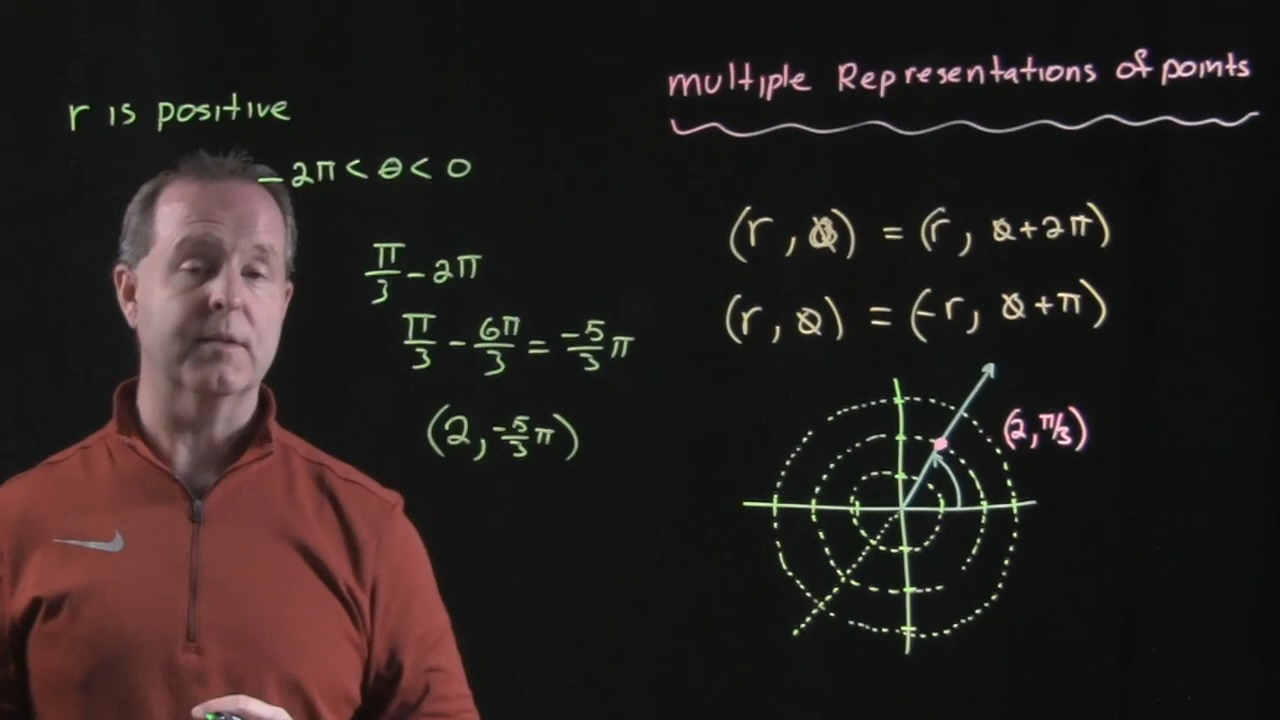 multiple Representations of points
r is positive
-2π < θ < 0
π/3 - 2π
π/3 - 6π/3 = -5/3 π
(2, -5/3 π)
(r, θ) = (r, θ+2π)
(r, θ) = (-r, θ+π)
(2, π/3)